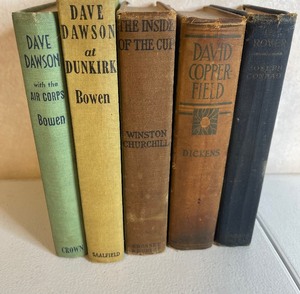 DAVE
DAWSON
with the
AIR CORPS
Bowen
CROWN
DAVE
DAWSON
at
DUNKIRK
Bowen
SAALFIELD
THE INSIDE
OF THE CUP
WINSTON
CHURCHILL
DAVID
COPPER-
FIELD
DICKENS
POWER